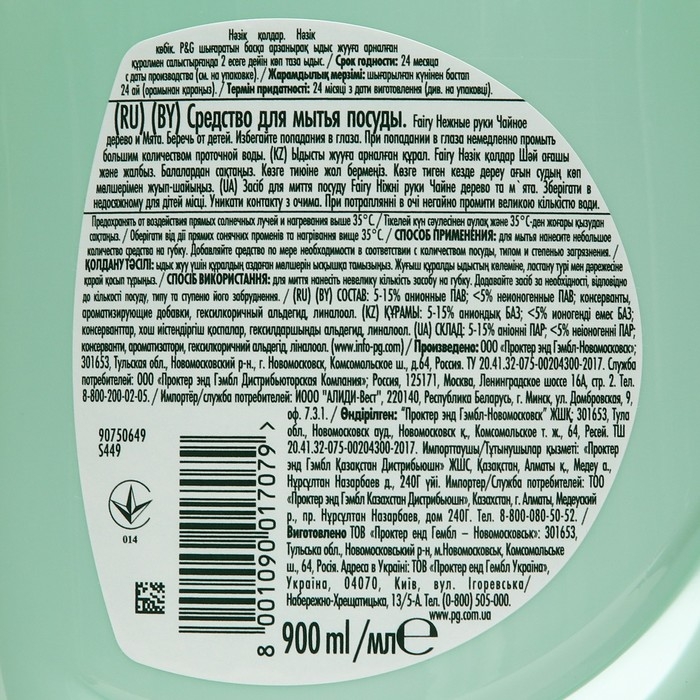 Нәзік қолдар. Нәзік
көбік. P&G шығаратын басқа арзанырақ ыдыс жууға арналған
құралмен салыстырғанда 2 есеге дейін көп таза ыдыс. / Срок годности: 24 месяца
с даты производства (см. на упаковке). / Жарамдылық мерзімі: шығарылған күнінен бастап
24 ай (орамынан қараңыз). / Термін придатності: 24 місяці з дати виготовлення (див. на упаковці).
(RU) (BY) Средство для мытья посуды. Fairy Нежные руки Чайное
дерево и Мята. Беречь от детей. Избегайте попадания в глаза. При попадании в глаза немедленно промыть
большим количеством проточной воды. (KZ) Ыдысты жууға арналған құрал. Fairy Нәзік қолдар Шәй ағашы
және жалбыз. Балалардан сақтаңыз. Көзге тиюіне жол бермеңіз. Көзге тиген кезде дереу ағын судың көп
мөлшерімен жуып-шайыңыз. (UA) Засіб для миття посуду Fairy Ніжні руки Чайне дерево та м´ята. Зберігати в
недосяжному для дітей місці. Уникати контакту з очима. При потраплянні в очі негайно промити великою кількістю води.
Предохранять от воздействия прямых солнечных лучей и нагревания выше 35°C. / Тікелей күн сәулесінен аулақ және 35°C-ден жоғары қызудан
сақтаңыз. / Оберігати від дії прямих сонячних променів та нагрівання вище 35°C. / СПОСОБ ПРИМЕНЕНИЯ: для мытья нанесите небольшое
количество средства на губку. Добавляйте средство по мере необходимости в соответствии с количеством посуды, типом и степенью загрязнения. /
ҚОЛДАНУ ТӘСІЛІ: ыдыс жуу үшін құралдың аздаған мөлшерін ысқышқа тамызыңыз. Жуғыш құралды ыдыстың көлеміне, ластану түрі мен дәрежесіне
қарай қосып тұрыңыз. / СПОСІБ ВИКОРИСТАННЯ: для миття нанесіть невелику кількість засобу на губку. Додавайте засіб за необхідності, відповідно
до кількості посуду, типу та ступеню його забруднення. / (RU) (BY) СОСТАВ: 5-15% анионные ПАВ; <5% неионогенные ПАВ; консерванты,
ароматизирующие добавки, гексилкоричный альдегид, линалоол. (KZ) ҚҰРАМЫ: 5-15% аниондық БАЗ; <5% ионогенді емес БАЗ;
консерванттар, хош иістендіргіш қоспалар, гексилдаршынды альдегид, линалоол. (UA) СКЛАД: 5-15% аніонні ПАР; <5% неіоногенні ПАР;
консерванти, ароматизатори, гексилкоричний альдегід, ліналоол. (www.info-pg.com) / Произведено: ООО «Проктер энд Гэмбл-Новомосковск»;
301653, Тульская обл., Новомосковский р-н, г. Новомосковск, Комсомольское ш., д.64, Россия. ТУ 20.41.32-075-00204300-2017. Служба
потребителей: ООО «Проктер энд Гэмбл Дистрибьюторская Компания»; Россия, 125171, Москва, Ленинградское шоссе 16А, стр. 2. Тел.
8-800-200-02-05. / Импортёр/служба потребителей: ИООО "АЛИДИ-Вест", 220140, Республика Беларусь, г. Минск, ул. Домбровская, 9,
оф. 7.3.1. / Өндірілген: "Проктер энд Гэмбл-Новомосковск" ЖШҚ; 301653, Тула
обл., Новомосковск ауд., Новомосковск қ., Комсомольское т. ж., 64, Ресей. ТШ
20.41.32-075-00204300-2017. Импорттаушы/Тұтынушылар қызметі: «Проктер
энд Гэмбл Қазақстан Дистрибьюшн» ЖШС, Қазақстан, Алматы қ., Медеу а.,
Нұрсұлтан Назарбаев д., 240Г үйі. Импортер/Служба потребителей: ТОО
«Проктер энд Гэмбл Казахстан Дистрибьюшн», Казахстан, г. Алматы, Медеуский
р., пр. Нурсултан Назарбаев, дом 240Г. Тел. 8-800-080-50-52. /
Виготовлено ТОВ «Проктер енд Гембл – Новомосковськ»: 301653,
Тульська обл., Новомосковський р-н, м.Новомосковськ, Комсомольське
ш., 64, Росія. Адреса в Україні: ТОВ «Проктер енд Гембл Україна»,
Україна, 04070, Київ, вул. Ігорівська/
Набережно-Хрещатицька, 13/5-А. Тел. (0-800) 505-000.
www.pg.com.ua
90750649
S449
014
8 001090 017079 >
900 ml/мл e